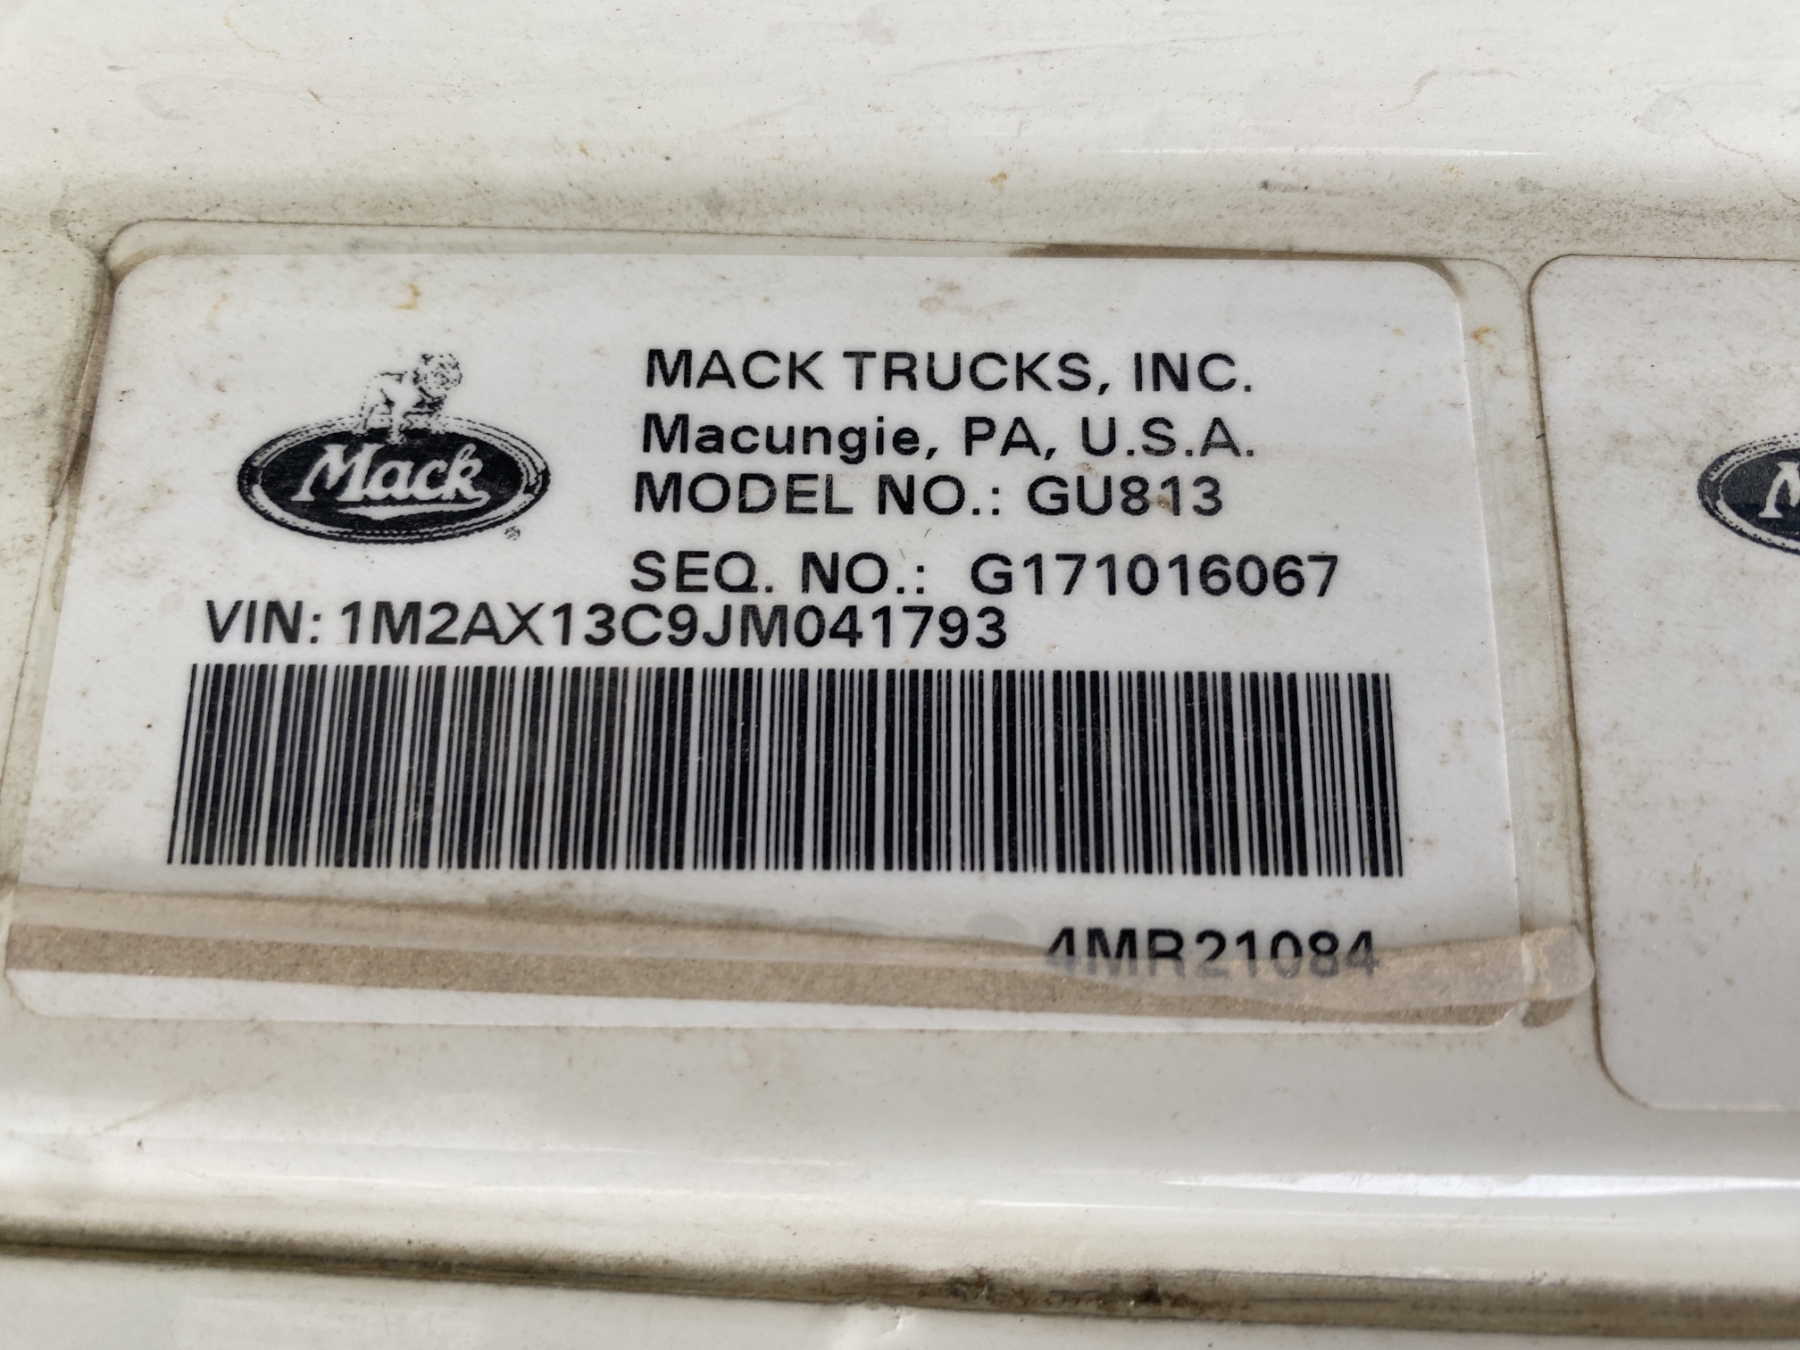 Mack
MACK TRUCKS, INC.
Macungie, PA, U.S.A.
MODEL NO.: GU813
SEQ. NO.: G171016067
VIN: 1M2AX13C9JM041793
4MR21084